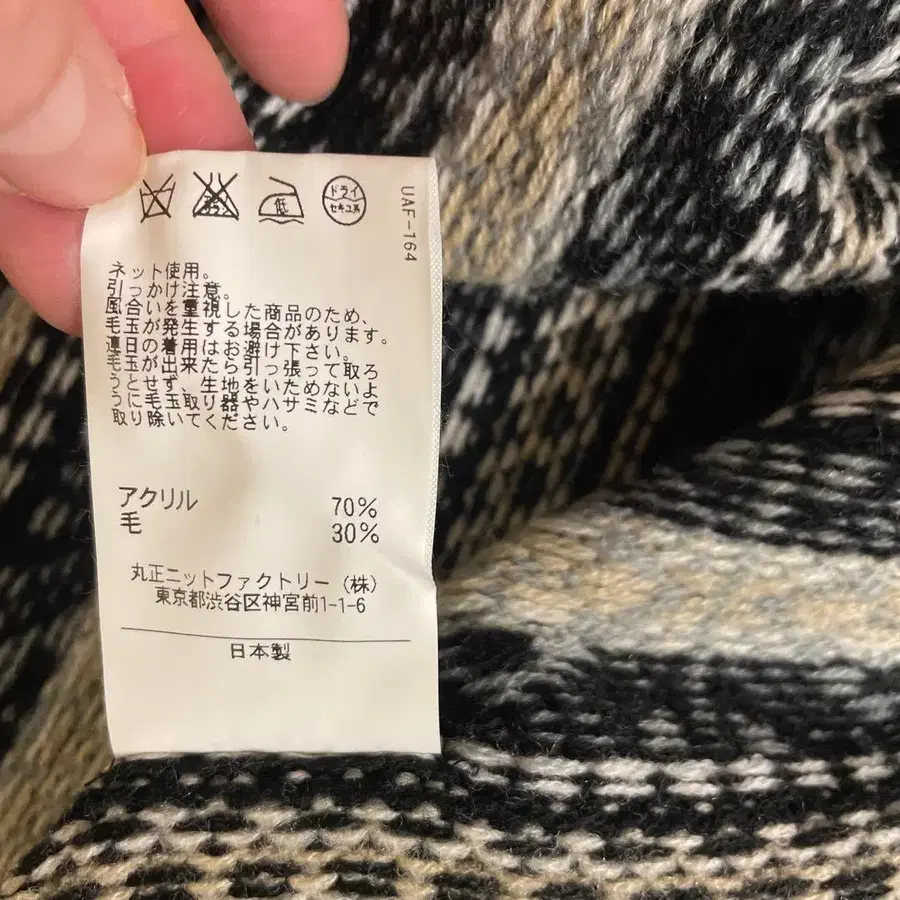 エンソ
サラシ
低
ドライ
セキユ系
UAF-164
ネット使用。
引っかけ注意。
風合いを重視した商品のため、
毛玉が発生する場合があります。
連日の着用はお避け下さい。
毛玉が出来たら引っ張って取ろ
うとせず、生地をいためないよ
うに毛玉取り器やハサミなどで
取り除いてください。
アクリル 70%
毛 30%
丸正ニットファクトリー（株）
東京都渋谷区神宮前1-1-6
日本製